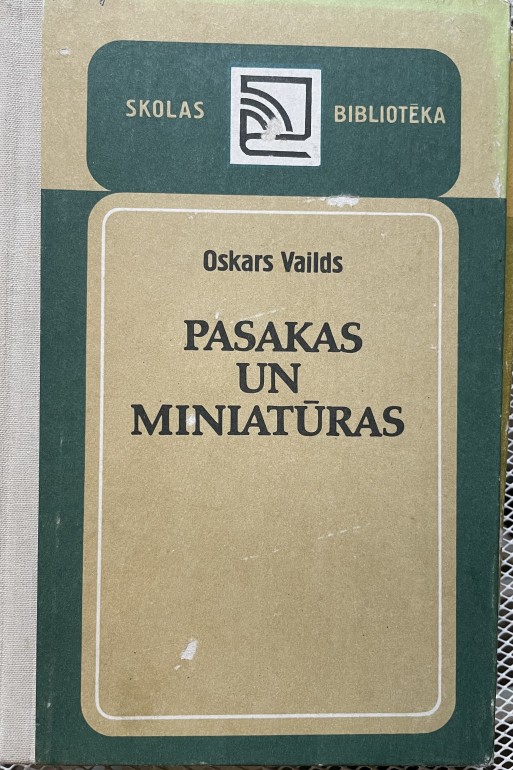 SKOLAS BIBLIOTĒKA
Oskars Vailds
PASAKAS
UN
MINIATŪRAS